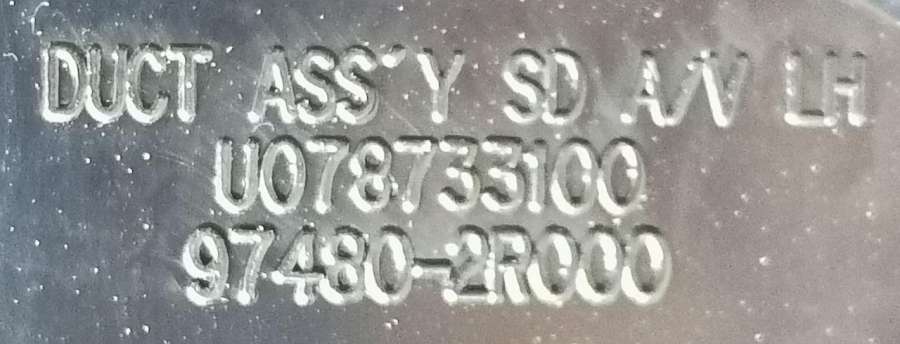 DUCT ASS'Y SD A/V LH
U078733100
97480-2R000